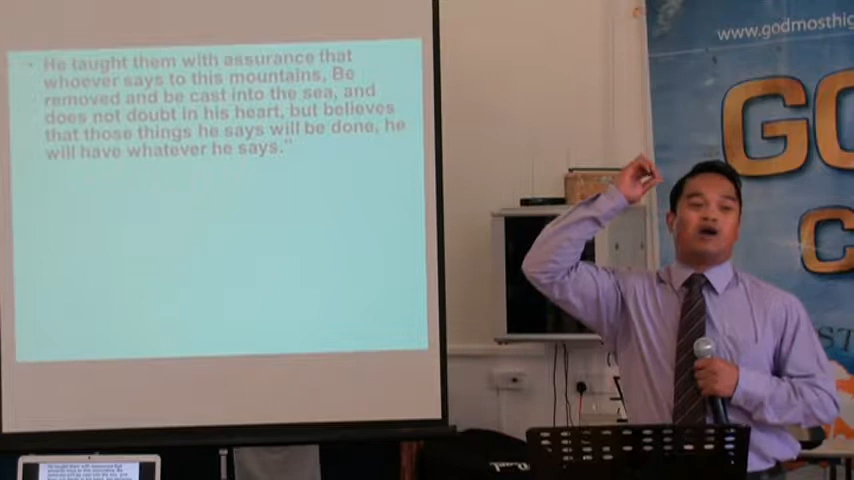 He taught them with assurance that
whoever says to this mountains, Be
removed and be cast into the sea, and
does not doubt in his heart, but believes
that those things he says will be done, he
will have whatever he says."
www.godmosthig
GO
C
ST
Pearl